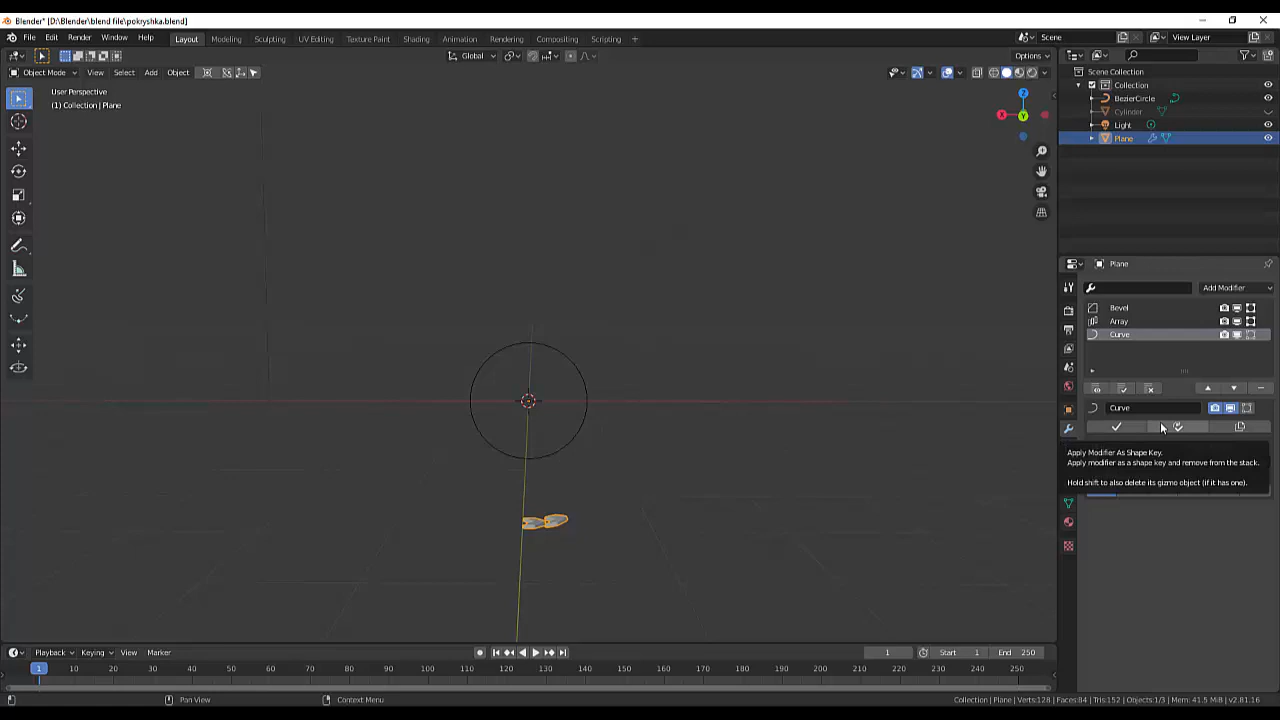 Blender* [D:\Blender\blend file\pokryshka.blend]
File Edit Render Window Help Layout Modeling Sculpting UV Editing Texture Paint Shading Animation Rendering Compositing Scripting + Scene View Layer
Global Options
Object Mode View Select Add Object
User Perspective
(1) Collection | Plane
Z
X
Y
Scene Collection
Collection
BezierCircle
Cylinder
Light
Plane
Plane
Add Modifier
Bevel
Array
Curve
Curve
Apply Modifier As Shape Key.
Apply modifier as a shape key and remove from the stack.
Hold shift to also delete its gizmo object (if it has one).
Playback Keying View Marker 1 Start 1 End 250
1 10 20 30 40 50 60 70 80 90 100 110 120 130 140 150 160 170 180 190 200 210 220 230 240 250
Pan View Context Menu Collection | Plane | Verts:128 | Faces:84 | Tris:152 | Objects:1/3 | Mem: 41.5 MiB | v2.81.16